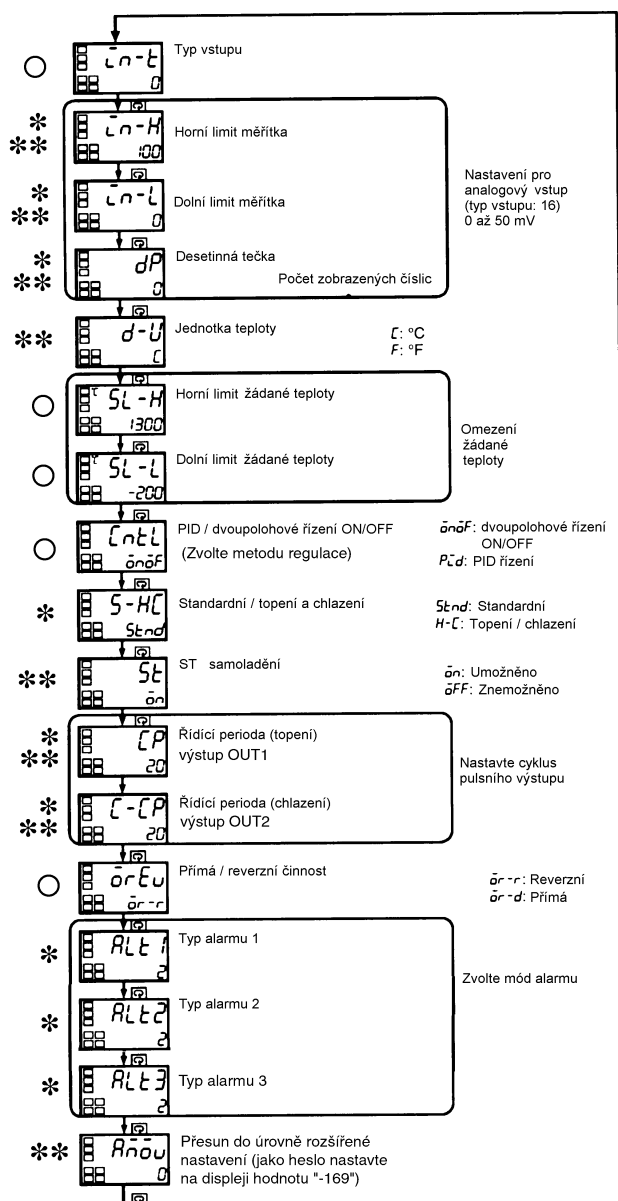 in-t
Typ vstupu
0
in-H
Horní limit měřítka
100
in-L
Dolní limit měřítka
0
Nastavení pro
analogový vstup
(typ vstupu: 16)
0 až 50 mV
dP
Desetinná tečka
0
Počet zobrazených číslic
d-U
Jednotka teploty
C
C: °C
F: °F
SL-H
Horní limit žádané teploty
1300
SL-L
Dolní limit žádané teploty
-200
Omezení
žádané
teploty
CntL
PID / dvoupolohové řízení ON/OFF
(Zvolte metodu regulace)
onoF
onoF: dvoupolohové řízení
ON/OFF
Pid: PID řízení
S-HC
Standardní / topení a chlazení
Stnd
Stnd: Standardní
H-C: Topení / chlazení
St
ST samoladění
on
on: Umožněno
oFF: Znemožněno
CP
Řídící perioda (topení)
výstup OUT1
20
C-CP
Řídící perioda (chlazení)
výstup OUT2
20
Nastavte cyklus
pulsního výstupu
orEv
Přímá / reverzní činnost
or-r
or-r: Reverzní
or-d: Přímá
ALt1
Typ alarmu 1
2
ALt2
Typ alarmu 2
2
ALt3
Typ alarmu 3
2
Zvolte mód alarmu
Amov
Přesun do úrovně rozšířené
nastavení (jako heslo nastavte
na displeji hodnotu "-169")
0